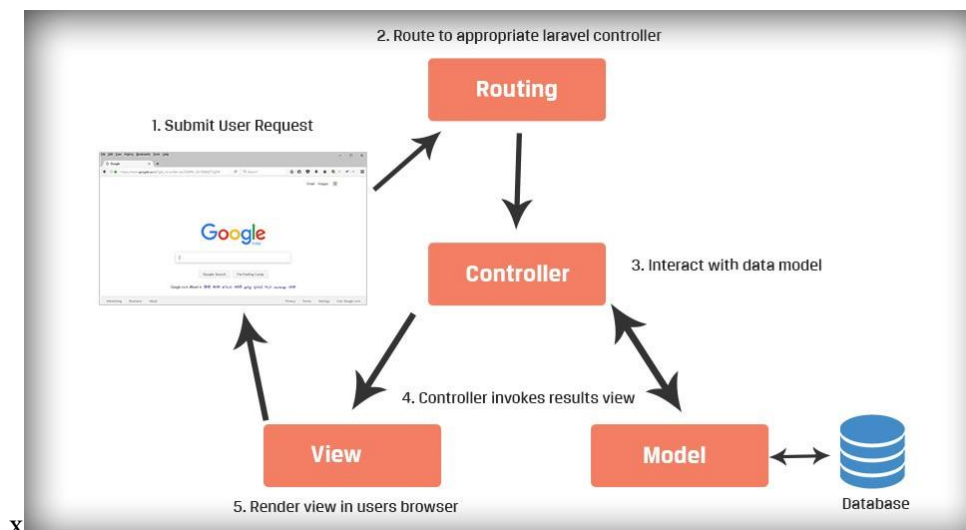 2. Route to appropriate laravel controller
Routing
1. Submit User Request
Google
Google
Controller
3. Interact with data model
4. Controller invokes results view
View
Model
5. Render view in users browser
Database
x